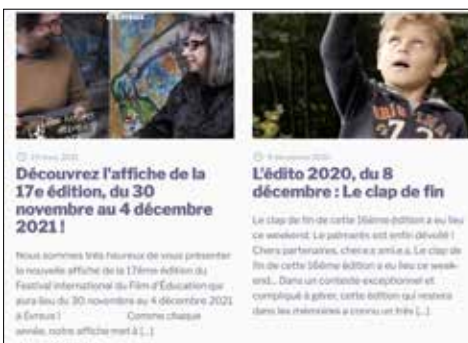 à Évreux
Découvrez l'affiche de la
17e édition, du 30
novembre au 4 décembre
2021 !
Nous sommes très heureux de vous présenter
la nouvelle affiche de la 17ème édition du
Festival international du Film d'Éducation qui
aura lieu du 30 novembre au 4 décembre 2021
à Évreux ! Comme chaque
année, notre affiche met à [...]
L'édito 2020, du 8
décembre : Le clap de fin
Le clap de fin de cette 16ème édition a eu lieu
ce weekend. Le palmarès est enfin dévoilé !
Chers partenaires, cher.e.s ami.e.s, Le clap de
fin de cette 16ème édition a eu lieu ce week-
end... Dans un contexte exceptionnel et
compliqué à gérer, cette édition qui restera
dans les mémoires a connu un très [...]